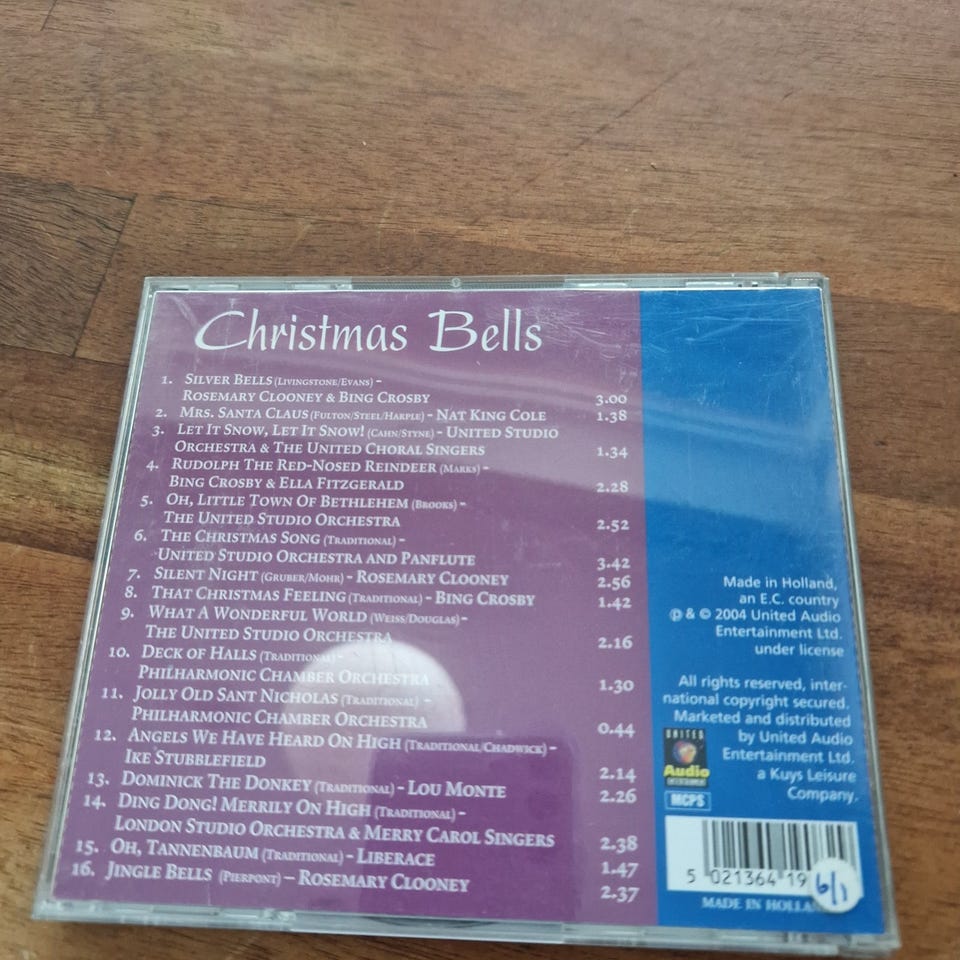 Christmas Bells
1. SILVER BELLS (LIVINGSTONE/EVANS) -
ROSEMARY CLOONEY & BING CROSBY 3.00
2. MRS. SANTA CLAUS (FULTON/STEEL/HARPLE) - NAT KING COLE 1.38
3. LET IT SNOW, LET IT SNOW! (CAHN/STYNE) - UNITED STUDIO
ORCHESTRA & THE UNITED CHORAL SINGERS 1.34
4. RUDOLPH THE RED-NOSED REINDEER (MARKS) -
BING CROSBY & ELLA FITZGERALD 2.28
5. OH, LITTLE TOWN OF BETHLEHEM (BROOKS) -
THE UNITED STUDIO ORCHESTRA 2.52
6. THE CHRISTMAS SONG (TRADITIONAL) -
UNITED STUDIO ORCHESTRA AND PANFLUTE 3.42
7. SILENT NIGHT (GRUBER/MOHR) - ROSEMARY CLOONEY 2.56
8. THAT CHRISTMAS FEELING (TRADITIONAL) - BING CROSBY 1.42
9. WHAT A WONDERFUL WORLD (WEISS/DOUGLAS) -
THE UNITED STUDIO ORCHESTRA 2.16
10. DECK OF HALLS (TRADITIONAL) -
PHILHARMONIC CHAMBER ORCHESTRA 1.30
11. JOLLY OLD SANT NICHOLAS (TRADITIONAL) -
PHILHARMONIC CHAMBER ORCHESTRA 0.44
12. ANGELS WE HAVE HEARD ON HIGH (TRADITIONAL/CHADWICK) -
IKE STUBBLEFIELD 2.14
13. DOMINICK THE DONKEY (TRADITIONAL) - LOU MONTE 2.26
14. DING DONG! MERRILY ON HIGH (TRADITIONAL) -
LONDON STUDIO ORCHESTRA & MERRY CAROL SINGERS 2.38
15. OH, TANNENBAUM (TRADITIONAL) - LIBERACE 1.47
16. JINGLE BELLS (PIERPONT) – ROSEMARY CLOONEY 2.37
Made in Holland,
an E.C. country
℗ & © 2004 United Audio
Entertainment Ltd.
under license
All rights reserved, inter-
national copyright secured.
Marketed and distributed
by United Audio
Entertainment Ltd.
a Kuys Leisure
Company.
UNITED
Audio
MCPS
5 021364 19
MADE IN